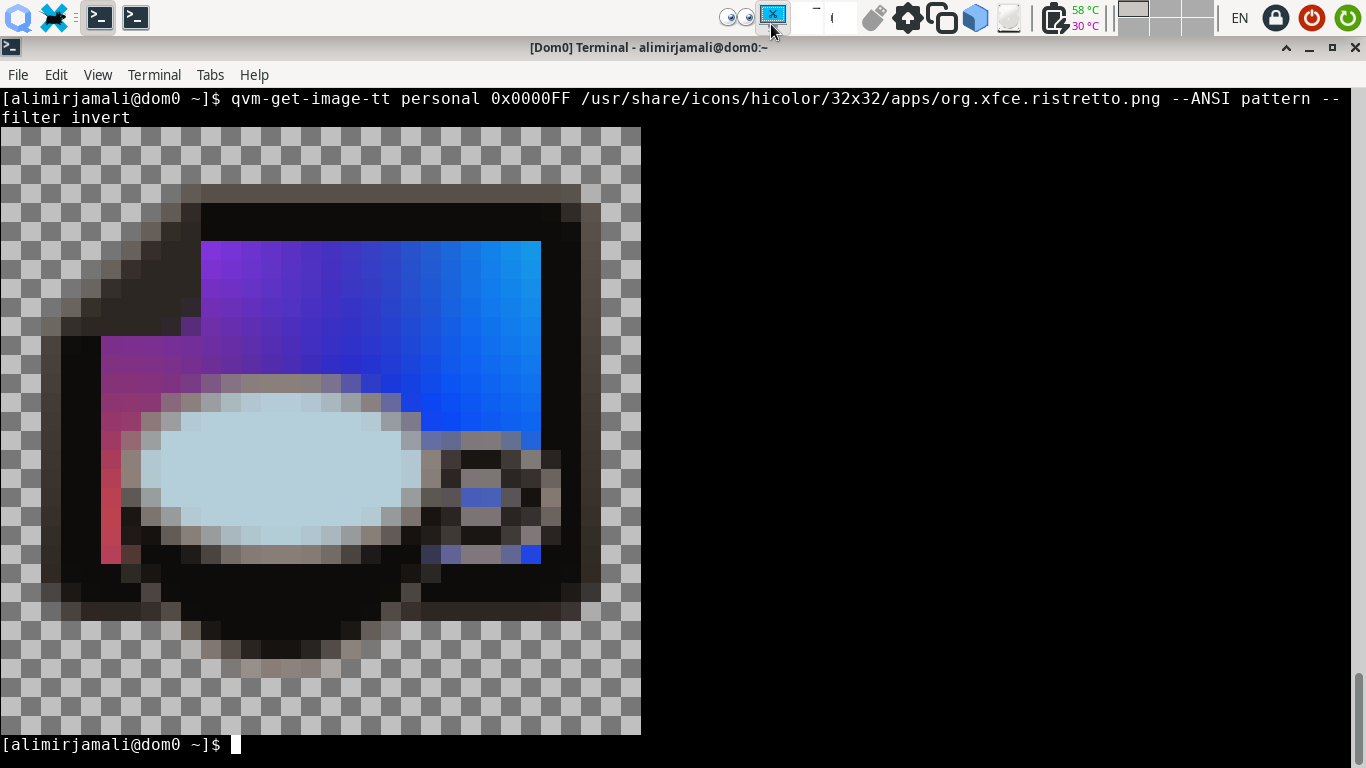 58 °C
30 °C
EN
[Dom0] Terminal - alimirjamali@dom0:~
File Edit View Terminal Tabs Help
[alimirjamali@dom0 ~]$ qvm-get-image-tt personal 0x0000FF /usr/share/icons/hicolor/32x32/apps/org.xfce.ristretto.png --ANSI pattern --
filter invert
[alimirjamali@dom0 ~]$